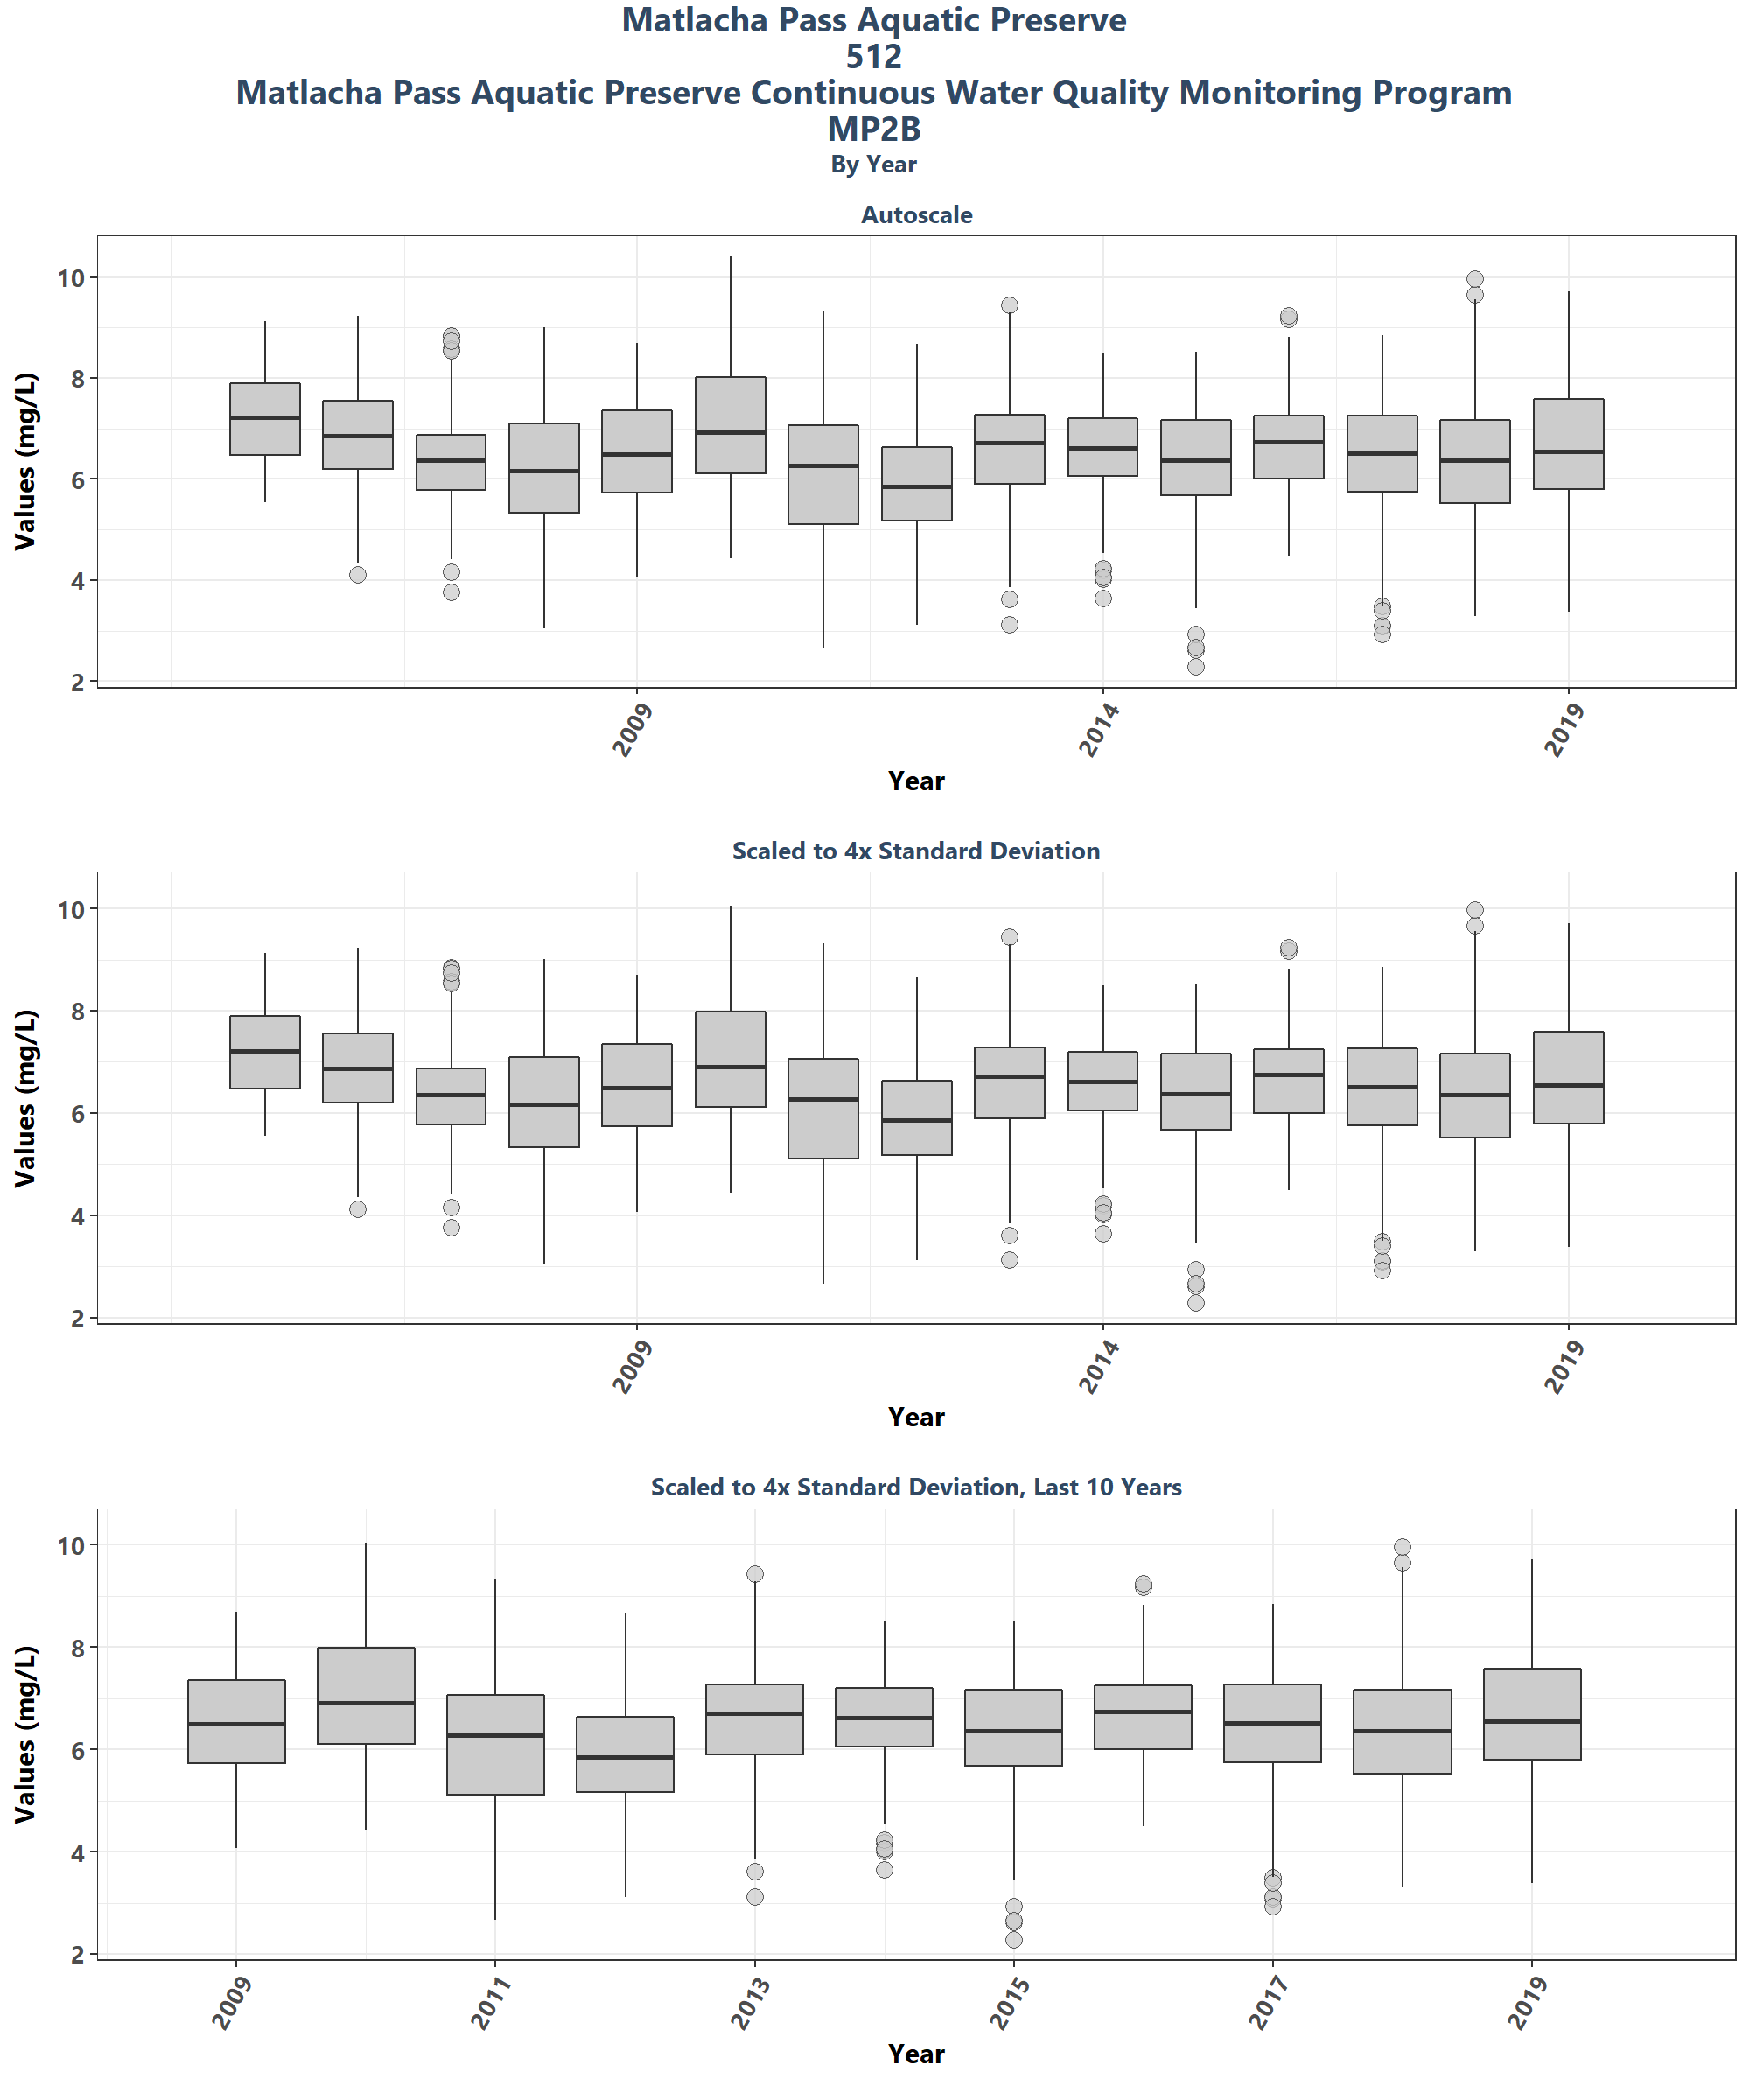 Matlacha Pass Aquatic Preserve
512
Matlacha Pass Aquatic Preserve Continuous Water Quality Monitoring Program
MP2B
By Year
Autoscale
Values (mg/L)
10
8
6
4
2
2009
2014
2019
Year
Scaled to 4x Standard Deviation
Values (mg/L)
10
8
6
4
2
2009
2014
2019
Year
Scaled to 4x Standard Deviation, Last 10 Years
Values (mg/L)
10
8
6
4
2
2009
2011
2013
2015
2017
2019
Year